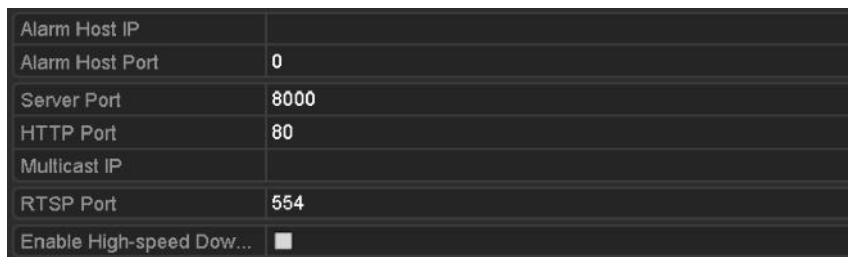 Alarm Host IP
Alarm Host Port 0
Server Port 8000
HTTP Port 80
Multicast IP
RTSP Port 554
Enable High-speed Dow...